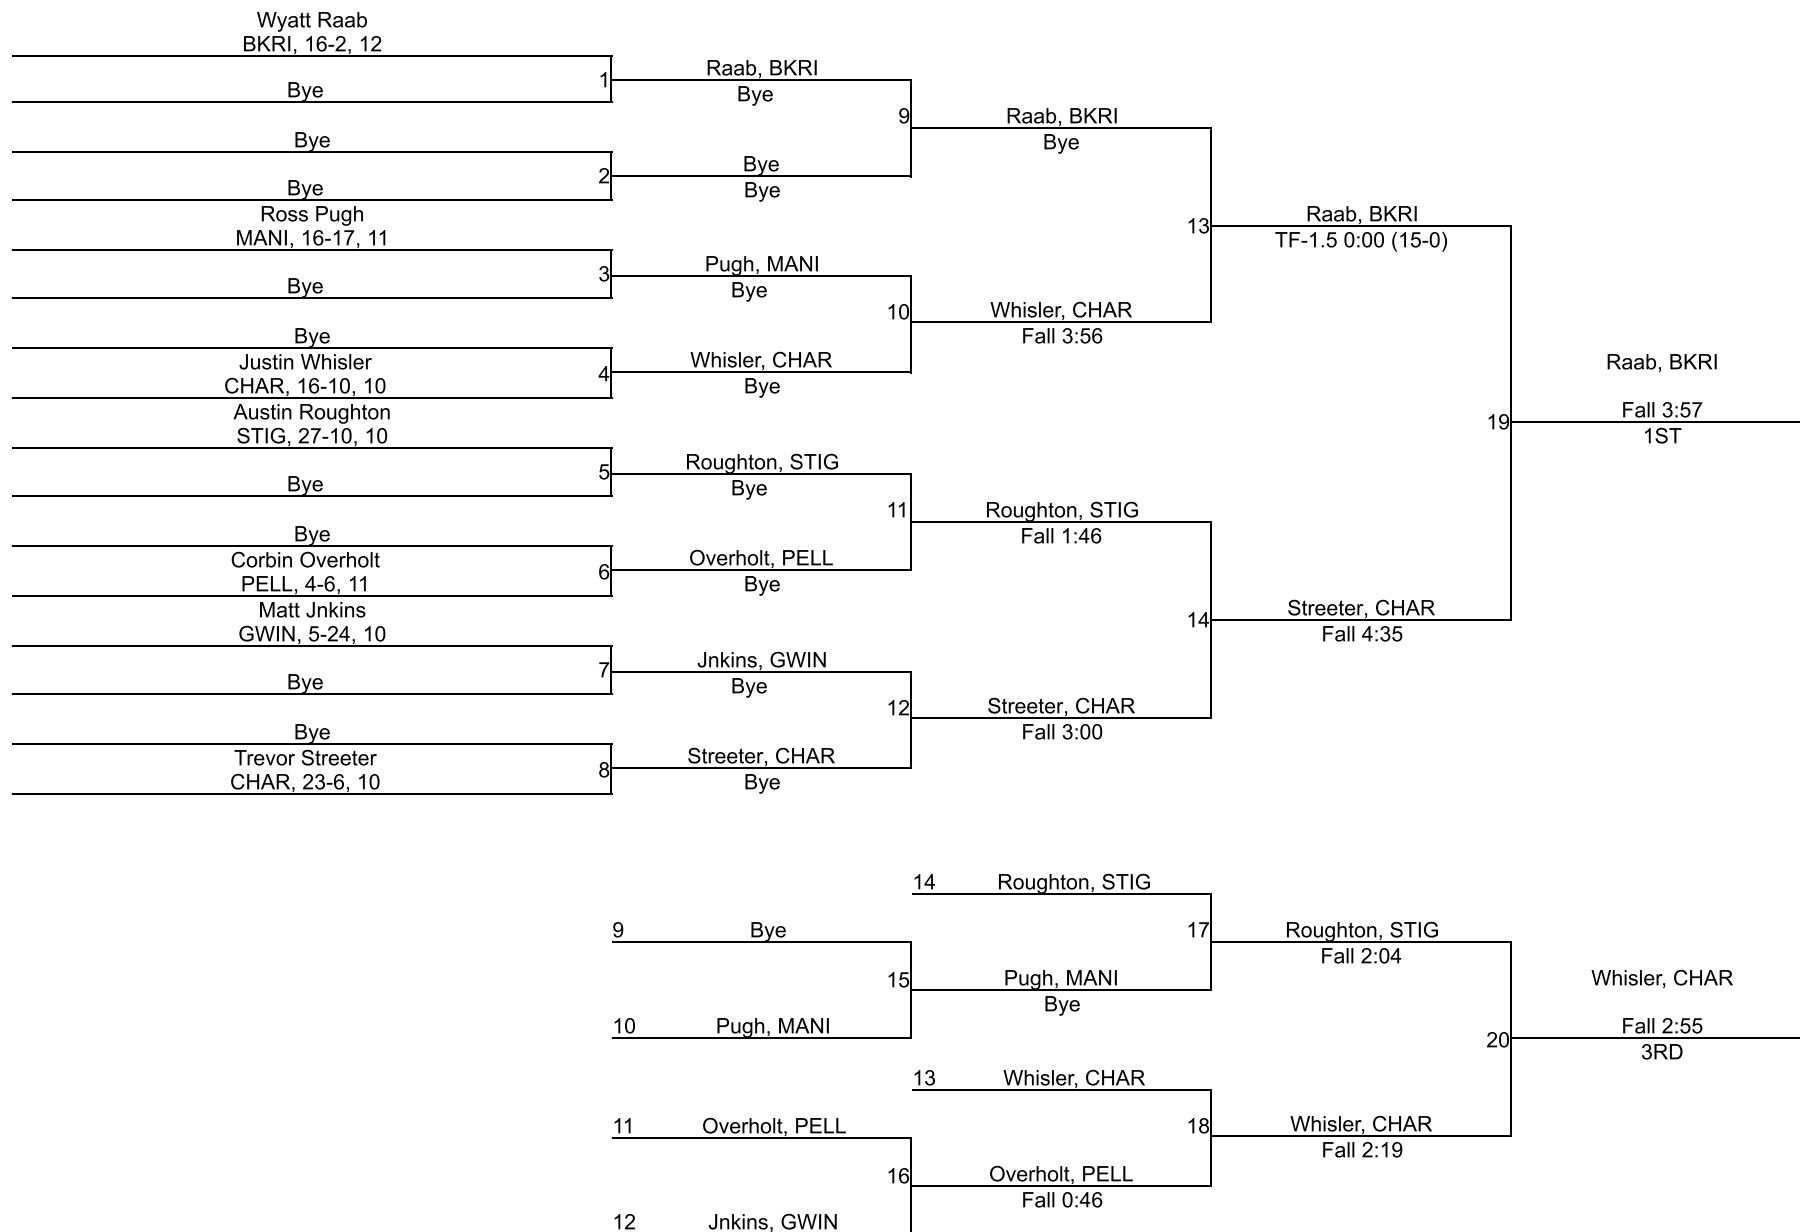 Wyatt Raab
BKRI, 16-2, 12
Bye
1
Bye
Bye
2
Ross Pugh
MANI, 16-17, 11
Bye
3
Bye
Justin Whisler
CHAR, 16-10, 10
4
Austin Roughton
STIG, 27-10, 10
Bye
5
Bye
Corbin Overholt
PELL, 4-6, 11
6
Matt Jnkins
GWIN, 5-24, 10
Bye
7
Bye
Trevor Streeter
CHAR, 23-6, 10
8
Raab, BKRI
Bye
9
Bye
Bye
Pugh, MANI
Bye
10
Whisler, CHAR
Bye
Roughton, STIG
Bye
11
Overholt, PELL
Bye
Jnkins, GWIN
Bye
12
Streeter, CHAR
Bye
Raab, BKRI
Bye
13
Whisler, CHAR
Fall 3:56
Roughton, STIG
Fall 1:46
14
Streeter, CHAR
Fall 3:00
Raab, BKRI
TF-1.5 0:00 (15-0)
19
Streeter, CHAR
Fall 4:35
Raab, BKRI
Fall 3:57
1ST
14 Roughton, STIG
9 Bye
17
15
Pugh, MANI
Bye
10 Pugh, MANI
13 Whisler, CHAR
11 Overholt, PELL
18
16
Overholt, PELL
Fall 0:46
12 Jnkins, GWIN
Roughton, STIG
Fall 2:04
20
Whisler, CHAR
Fall 2:19
Whisler, CHAR
Fall 2:55
3RD